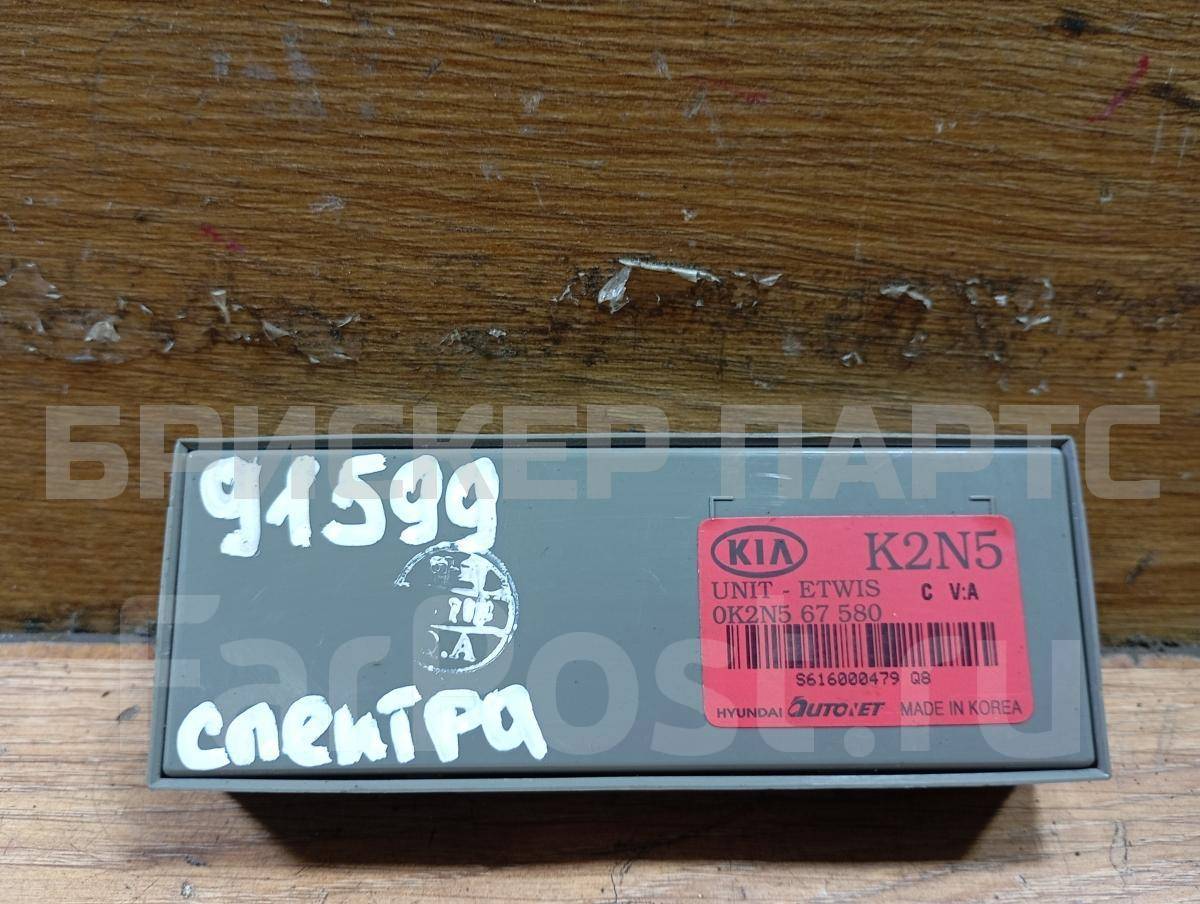 БРИСКЕР ПАРТС
91599
спектра
KIA K2N5
UNIT - ETWIS C V:A
0K2N5 67 580
S616000479 Q8
HYUNDAI AUTONET MADE IN KOREA
FarPost.ru